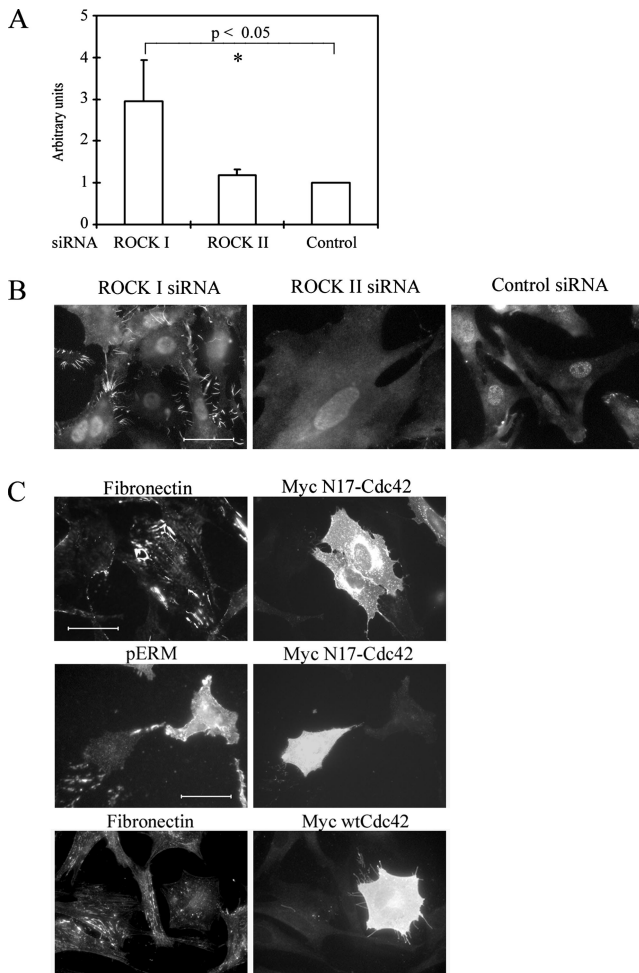 A
5
4
3
2
1
0
Arbitrary units
p < 0.05
*
siRNA ROCK I ROCK II Control
B
ROCK I siRNA ROCK II siRNA Control siRNA
C
Fibronectin Myc N17-Cdc42
pERM Myc N17-Cdc42
Fibronectin Myc wtCdc42